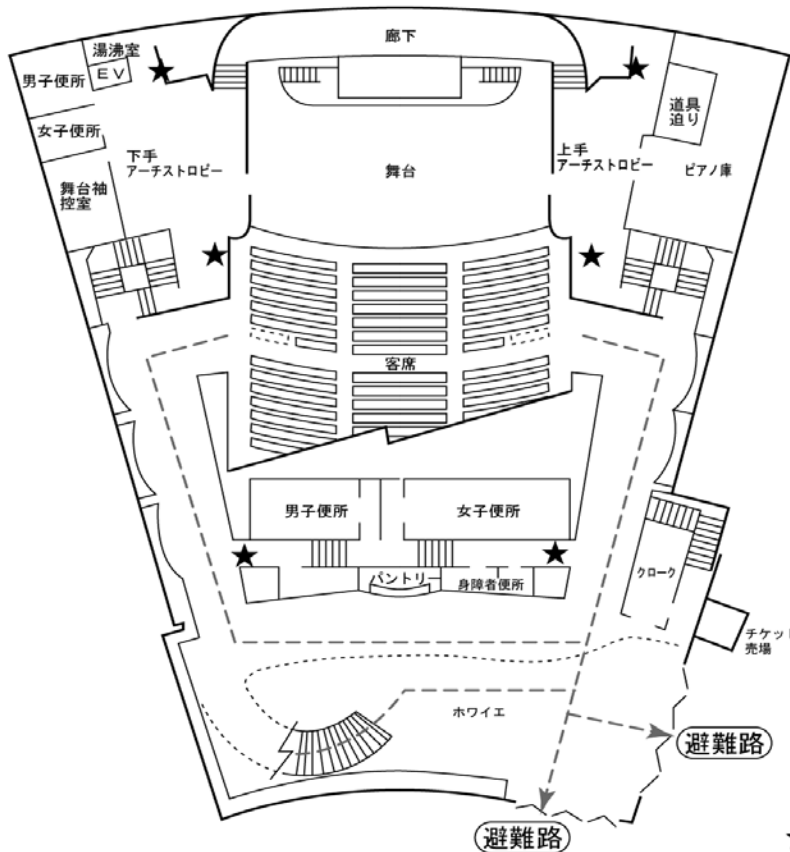 廊下
湯沸室
EV
男子便所
道具
迫り
女子便所
下手
アーチストロビー
上手
アーチストロビー
舞台
ピアノ庫
舞台袖
控室
客席
男子便所
女子便所
パントリー
身障者便所
クローク
チケット
売場
ホワイエ
避難路
避難路